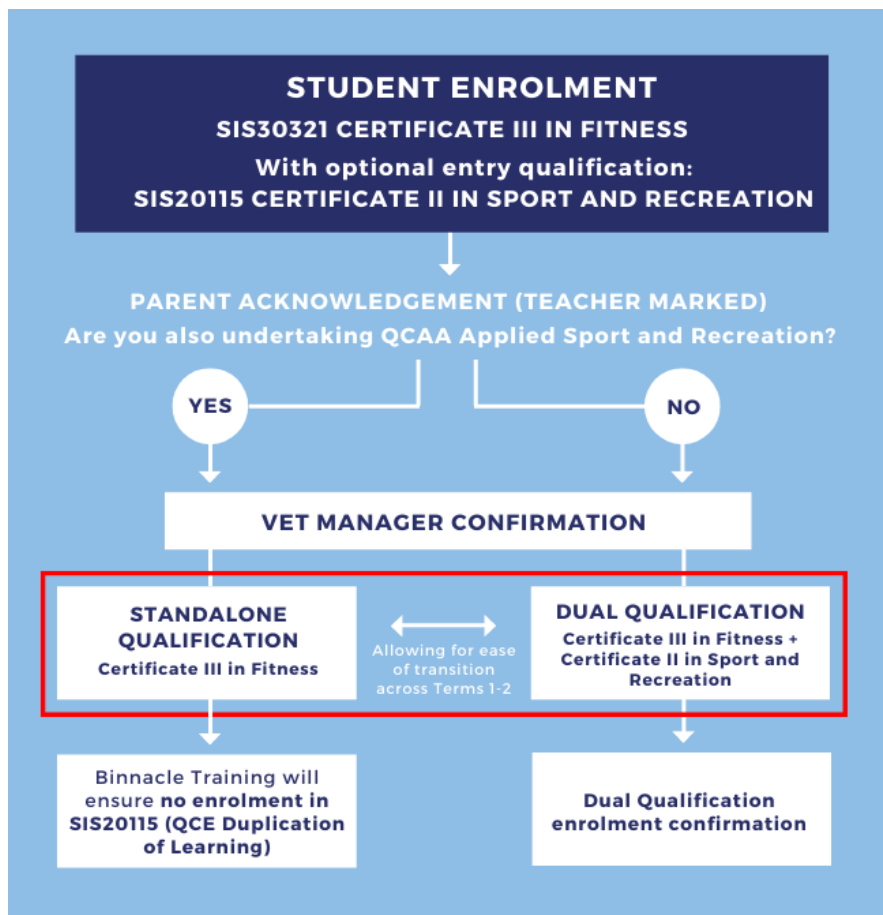 STUDENT ENROLMENT
SIS30321 CERTIFICATE III IN FITNESS
With optional entry qualification:
SIS20115 CERTIFICATE II IN SPORT AND RECREATION
PARENT ACKNOWLEDGEMENT (TEACHER MARKED)
Are you also undertaking QCAA Applied Sport and Recreation?
YES
NO
VET MANAGER CONFIRMATION
STANDALONE
QUALIFICATION
Certificate III in Fitness
Allowing for ease
of transition
across Terms 1-2
DUAL QUALIFICATION
Certificate III in Fitness +
Certificate II in Sport and
Recreation
Binnacle Training will
ensure no enrolment in
SIS20115 (QCE Duplication
of Learning)
Dual Qualification
enrolment confirmation